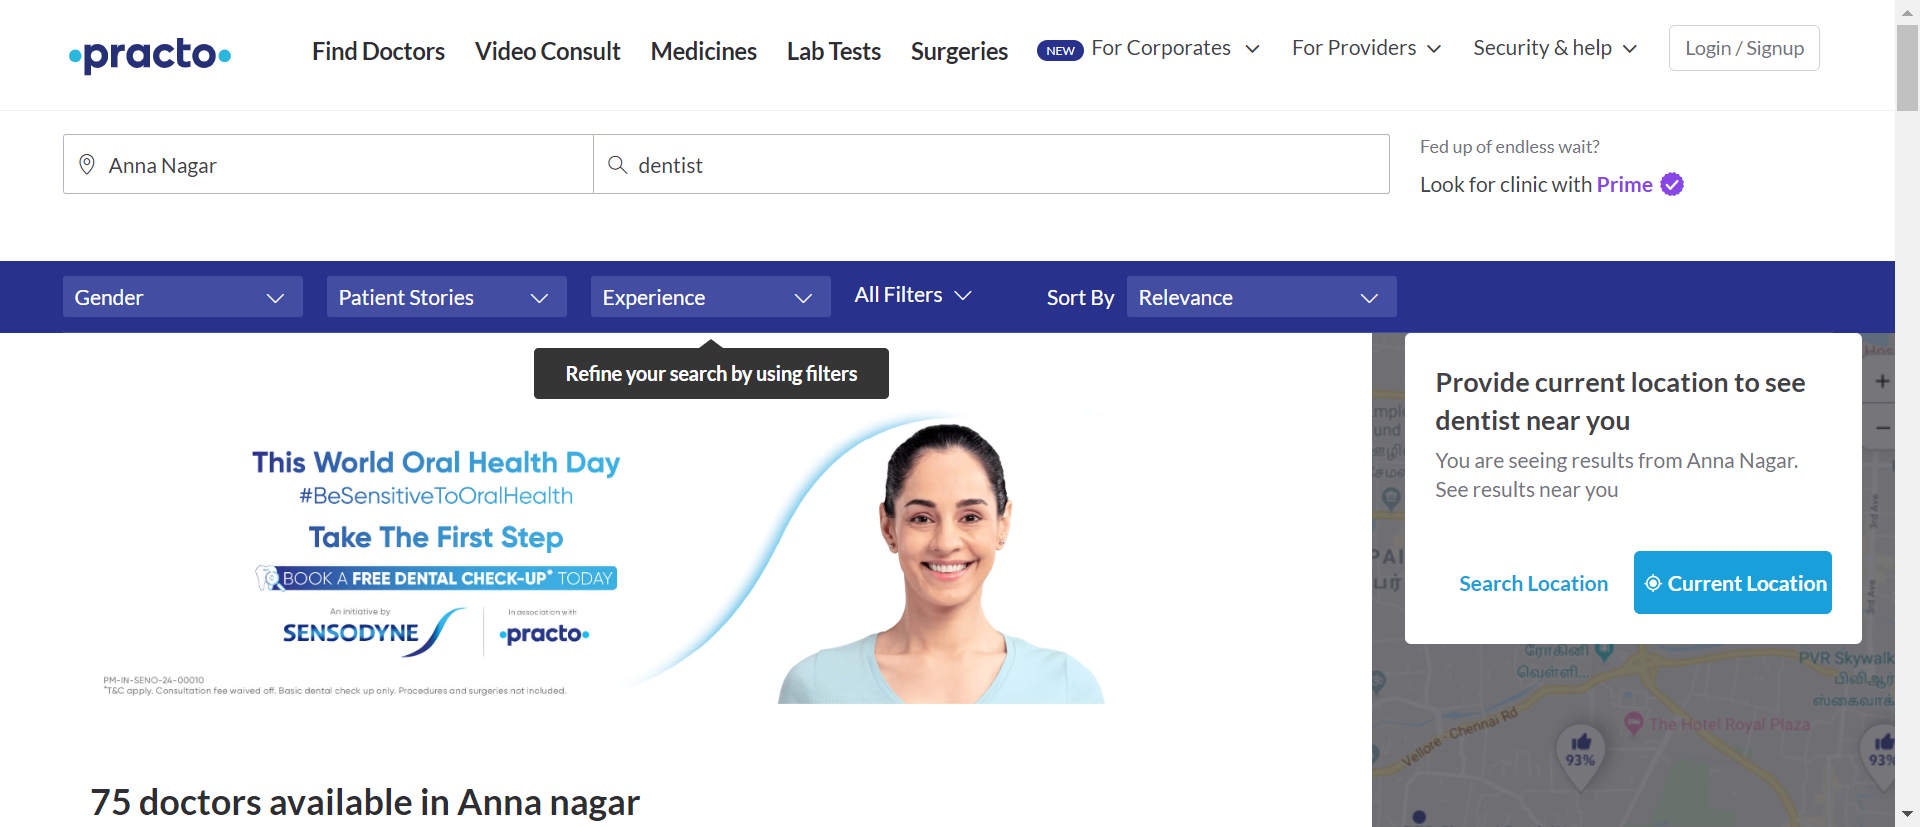 practo
Find Doctors
Video Consult
Medicines
Lab Tests
Surgeries
NEW
For Corporates
For Providers
Security & help
Login / Signup
Anna Nagar
dentist
Fed up of endless wait?
Look for clinic with Prime
Gender
Patient Stories
Experience
All Filters
Sort By
Relevance
Refine your search by using filters
This World Oral Health Day
#BeSensitiveToOralHealth
Take The First Step
BOOK A FREE DENTAL CHECK-UP* TODAY
An initiative by
SENSODYNE
In association with
practo
PM-IN-SENO-24-00010
*T&C apply. Consultation fee waived off. Basic dental check up only. Procedures and surgeries not included.
75 doctors available in Anna nagar
Provide current location to see
dentist near you
You are seeing results from Anna Nagar.
See results near you
Search Location
Current Location
3rd Ave
3rd Ave
ரோகினி
வெள்ளி...
PVR Skywalk
பிவிஆர்
ஸ்கைவாக்
The Hotel Royal Plaza
Vellore - Chennai Rd
93%
93%